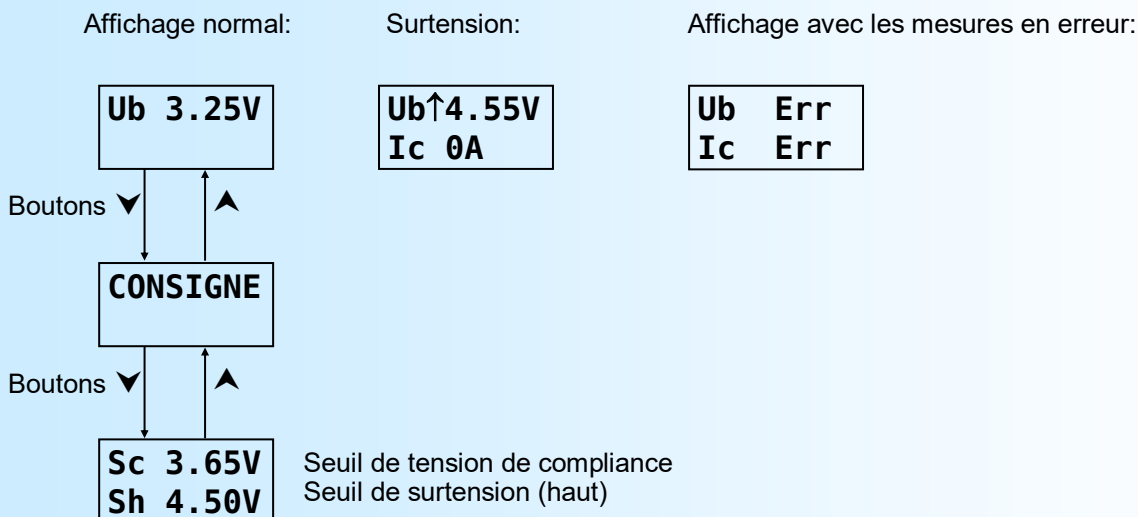 Affichage normal:
Surtension:
Affichage avec les mesures en erreur:
Ub 3.25V
Ub↑4.55V
Ic 0A
Ub Err
Ic Err
Boutons
CONSIGNE
Boutons
Sc 3.65V
Sh 4.50V
Seuil de tension de compliance
Seuil de surtension (haut)